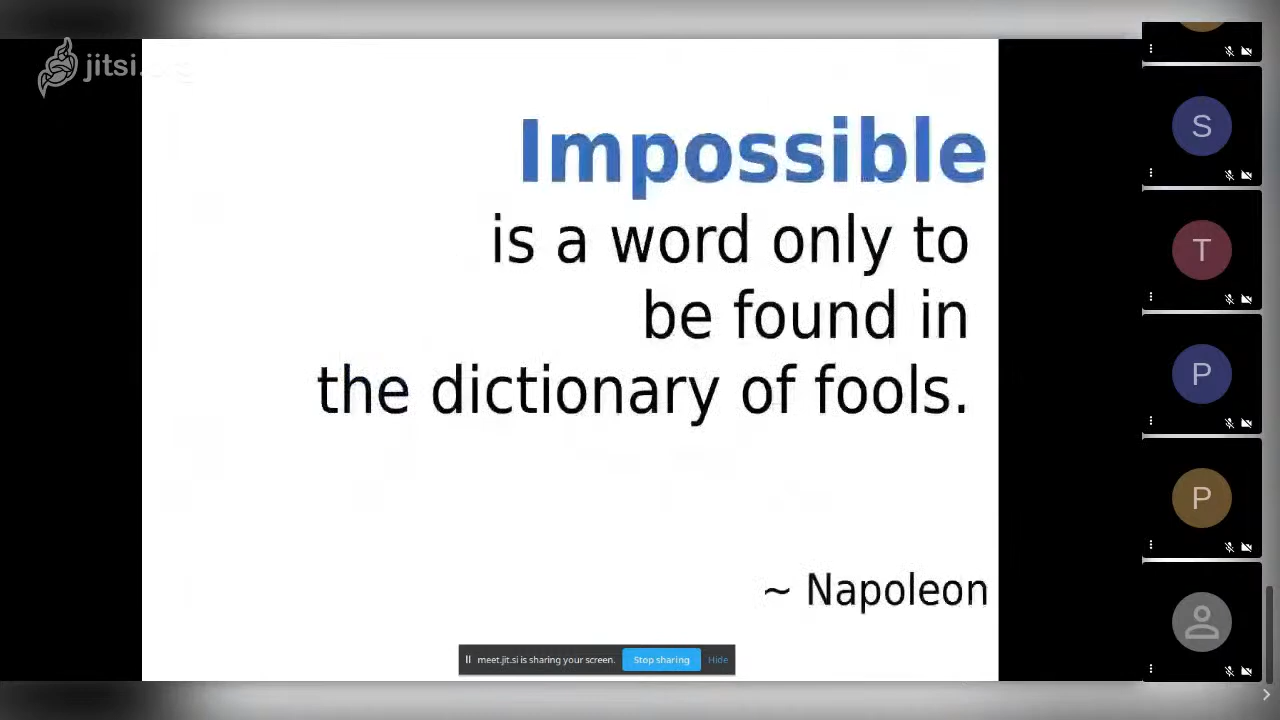 jitsi.org
Impossible
is a word only to
be found in
the dictionary of fools.
~ Napoleon
meet.jit.si is sharing your screen. Stop sharing Hide
S
T
P
P